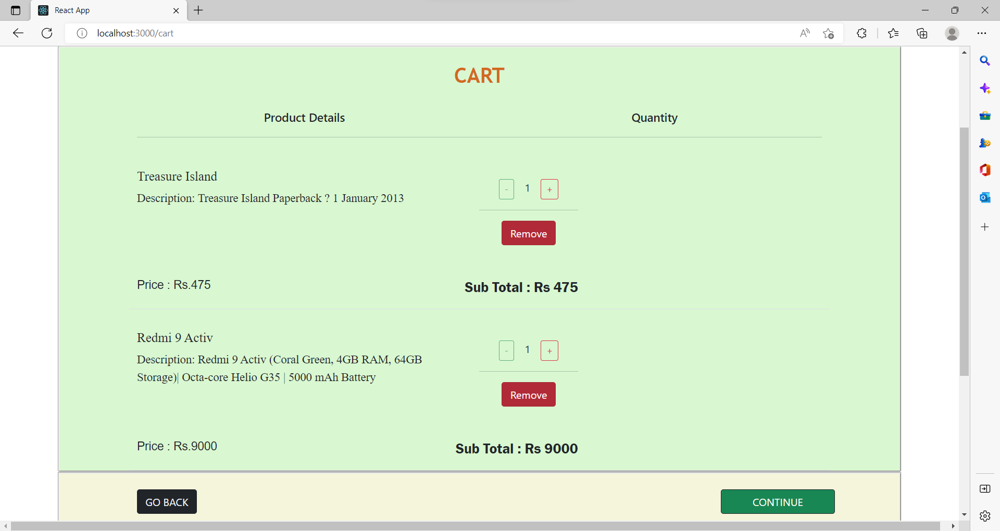 React App
localhost:3000/cart
CART
Product Details
Quantity
Treasure Island
Description: Treasure Island Paperback ? 1 January 2013
- 1 +
Remove
Price : Rs.475
Sub Total : Rs 475
Redmi 9 Activ
Description: Redmi 9 Activ (Coral Green, 4GB RAM, 64GB
Storage)| Octa-core Helio G35 | 5000 mAh Battery
- 1 +
Remove
Price : Rs.9000
Sub Total : Rs 9000
GO BACK
CONTINUE